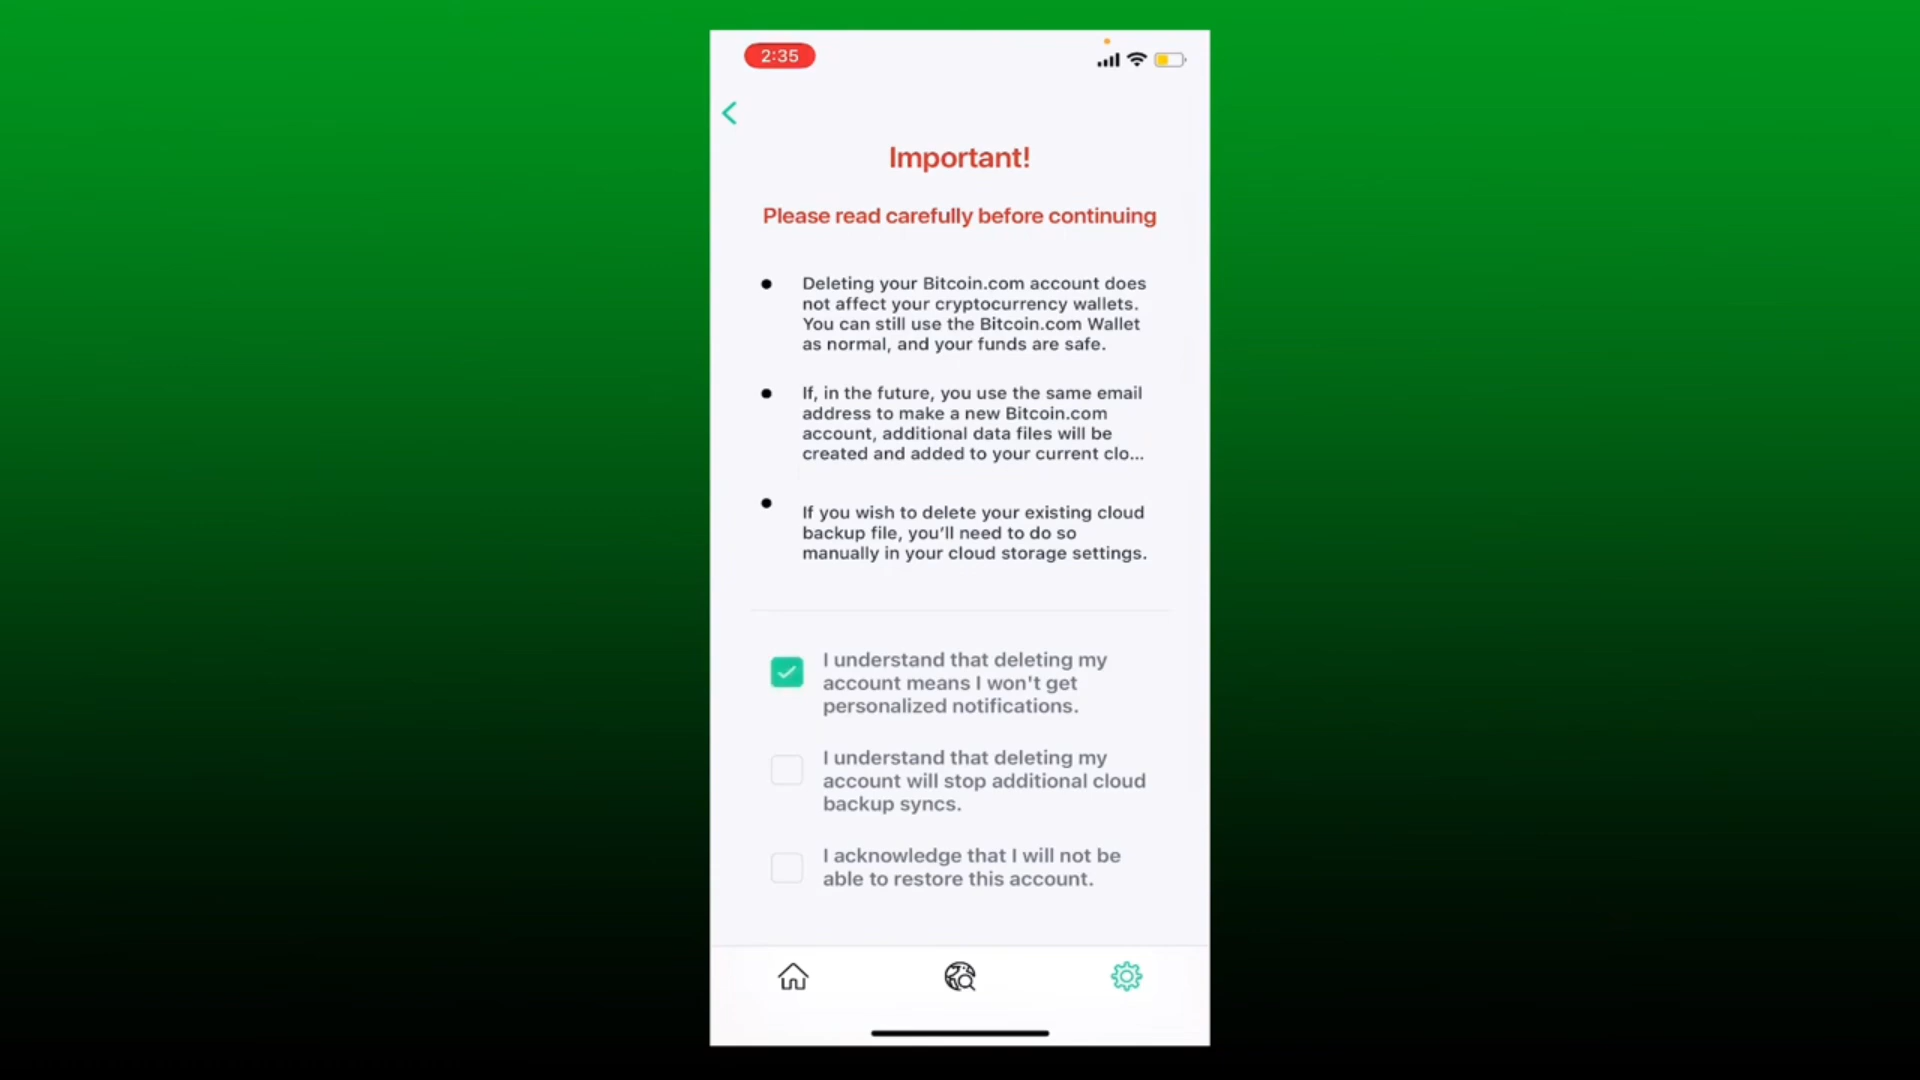 2:35
Important!
Please read carefully before continuing
Deleting your Bitcoin.com account does
not affect your cryptocurrency wallets.
You can still use the Bitcoin.com Wallet
as normal, and your funds are safe.
If, in the future, you use the same email
address to make a new Bitcoin.com
account, additional data files will be
created and added to your current clo...
If you wish to delete your existing cloud
backup file, you'll need to do so
manually in your cloud storage settings.
I understand that deleting my
account means I won't get
personalized notifications.
I understand that deleting my
account will stop additional cloud
backup syncs.
I acknowledge that I will not be
able to restore this account.